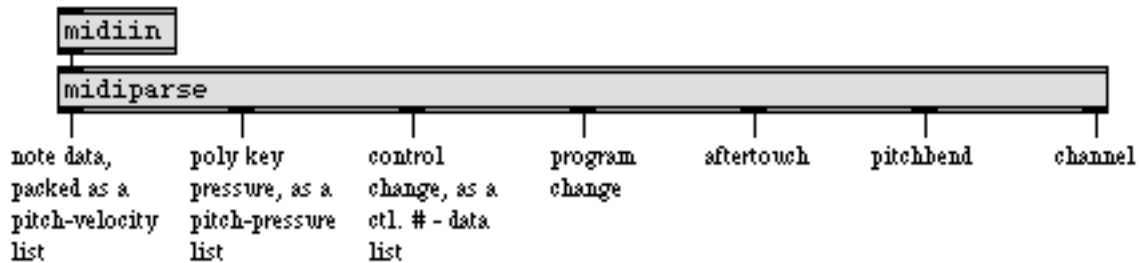 midiin
midiparse
note data,
packed as a
pitch-velocity
list
poly key
pressure, as a
pitch-pressure
list
control
change, as a
ctl. # - data
list
program
change
aftertouch
pitchbend
channel